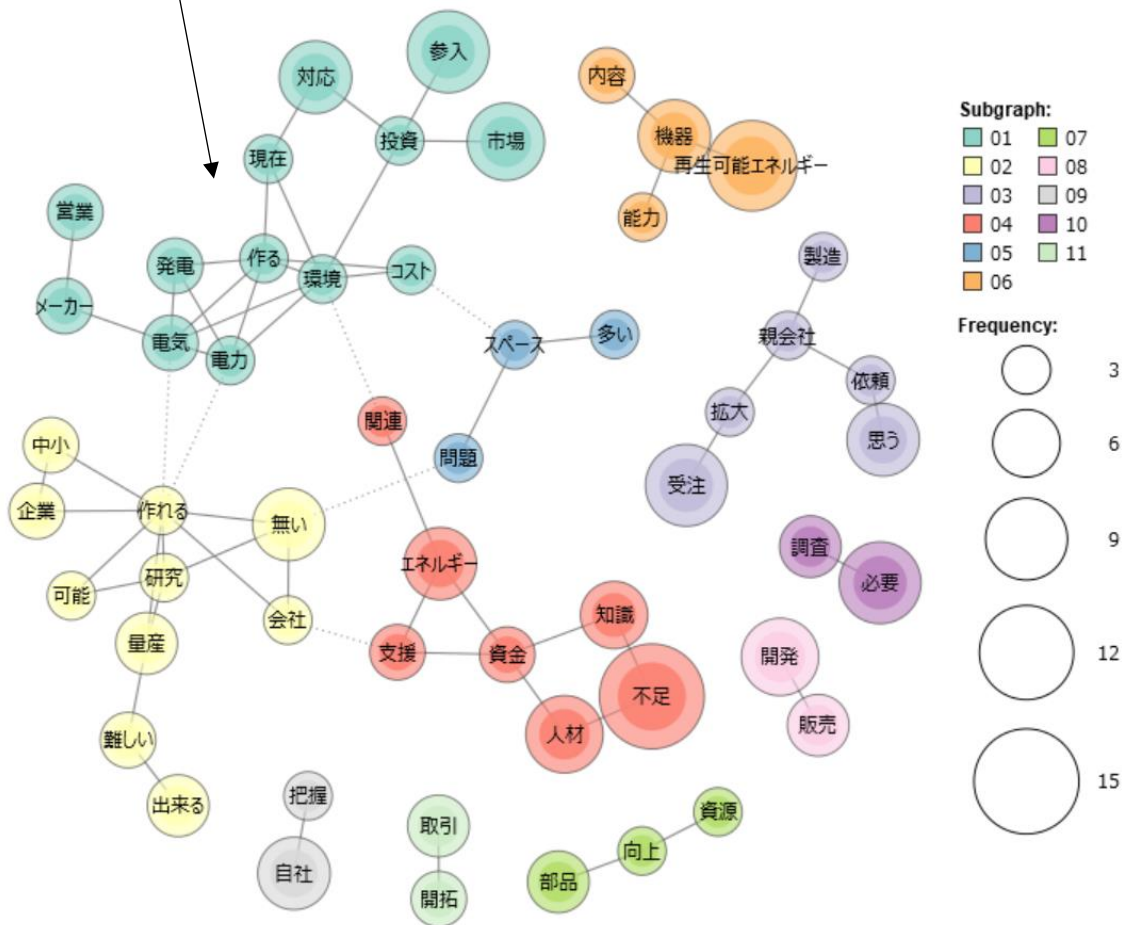 参入
対応
内容
投資
市場
機器
現在
再生可能エネルギー
営業
能力
発電
作る
環境
コスト
製造
メーカー
電気
電力
スペース
多い
親会社
依頼
関連
拡大
思う
中小
問題
受注
企業
作れる
無い
調査
エネルギー
必要
可能
研究
会社
知識
量産
支援
資金
開発
不足
人材
販売
難しい
出来る
把握
取引
資源
自社
向上
部品
開拓
Subgraph:
01 07
02 08
03 09
04 10
05 11
06
Frequency:
3
6
9
12
15